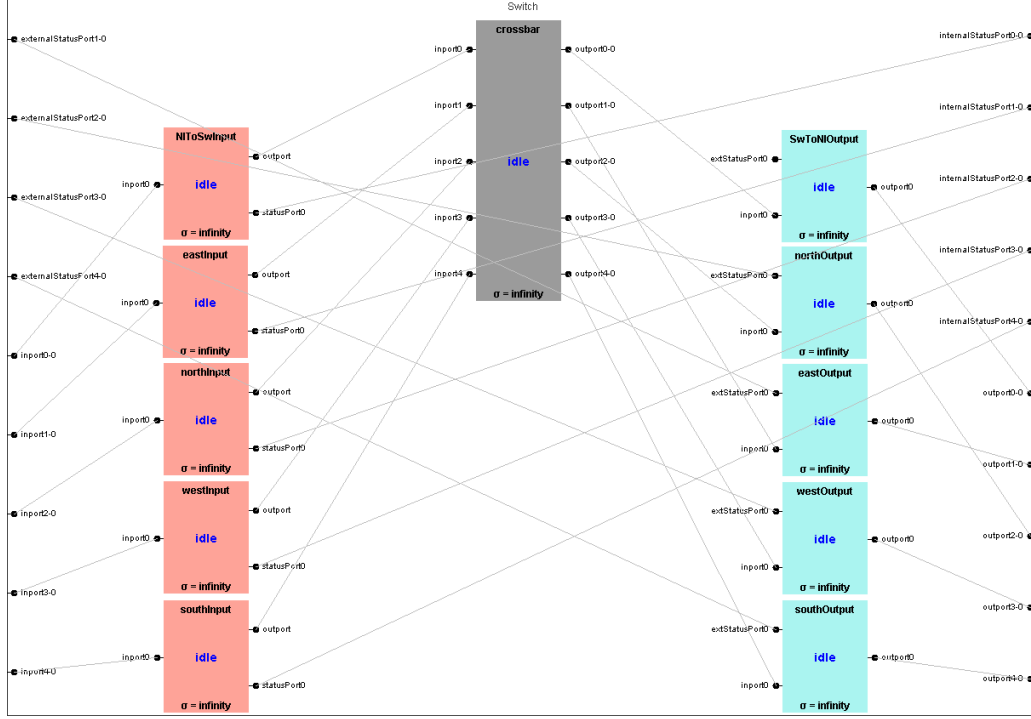 Switch
externalStatusPort1-0
externalStatusPort2-0
externalStatusPort3-0
externalStatusPort4-0
inport0-0
inport1-0
inport2-0
inport3-0
inport4-0
NIToSwInput
inport0
idle
outport
statusPort0
σ = infinity
eastInput
inport0
idle
outport
statusPort0
σ = infinity
northInput
inport0
idle
outport
statusPort0
σ = infinity
westInput
inport0
idle
outport
statusPort0
σ = infinity
southInput
inport0
idle
outport
statusPort0
σ = infinity
crossbar
inport0
inport1
inport2
inport3
inport4
idle
outport0-0
outport1-0
outport2-0
outport3-0
outport4-0
σ = infinity
SwToNIOutput
extStatusPort0
idle
outport0
inport0
σ = infinity
northOutput
extStatusPort0
idle
outport0
inport0
σ = infinity
eastOutput
extStatusPort0
idle
outport0
inport0
σ = infinity
westOutput
extStatusPort0
idle
outport0
inport0
σ = infinity
southOutput
extStatusPort0
idle
outport0
inport0
σ = infinity
internalStatusPort0-0
internalStatusPort1-0
internalStatusPort2-0
internalStatusPort3-0
internalStatusPort4-0
outport0-0
outport1-0
outport2-0
outport3-0
outport4-0